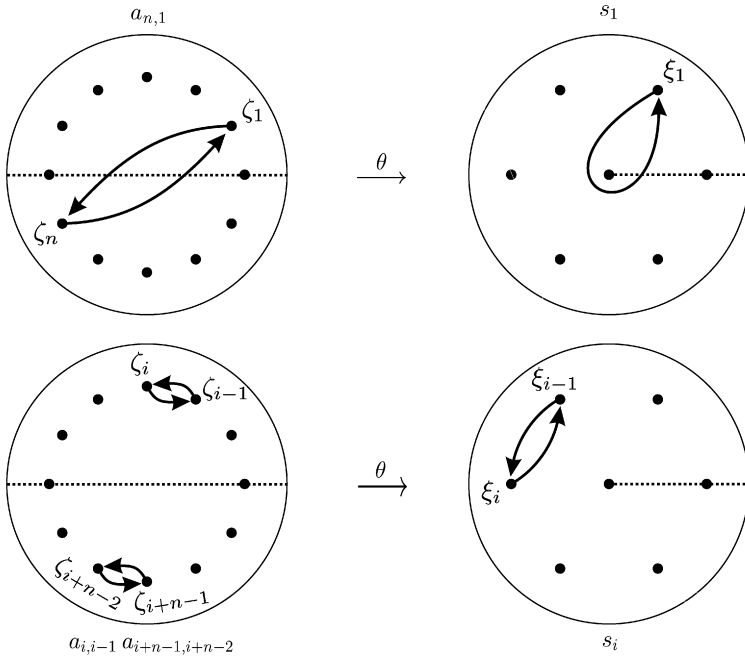 a_{n,1} s_1
ζ_1 ξ_1
θ
ζ_n
ζ_i ζ_{i−1} ξ_{i−1}
θ
ξ_i
ζ_{i+n−2} ζ_{i+n−1}
a_{i,i−1} a_{i+n−1,i+n−2} s_i